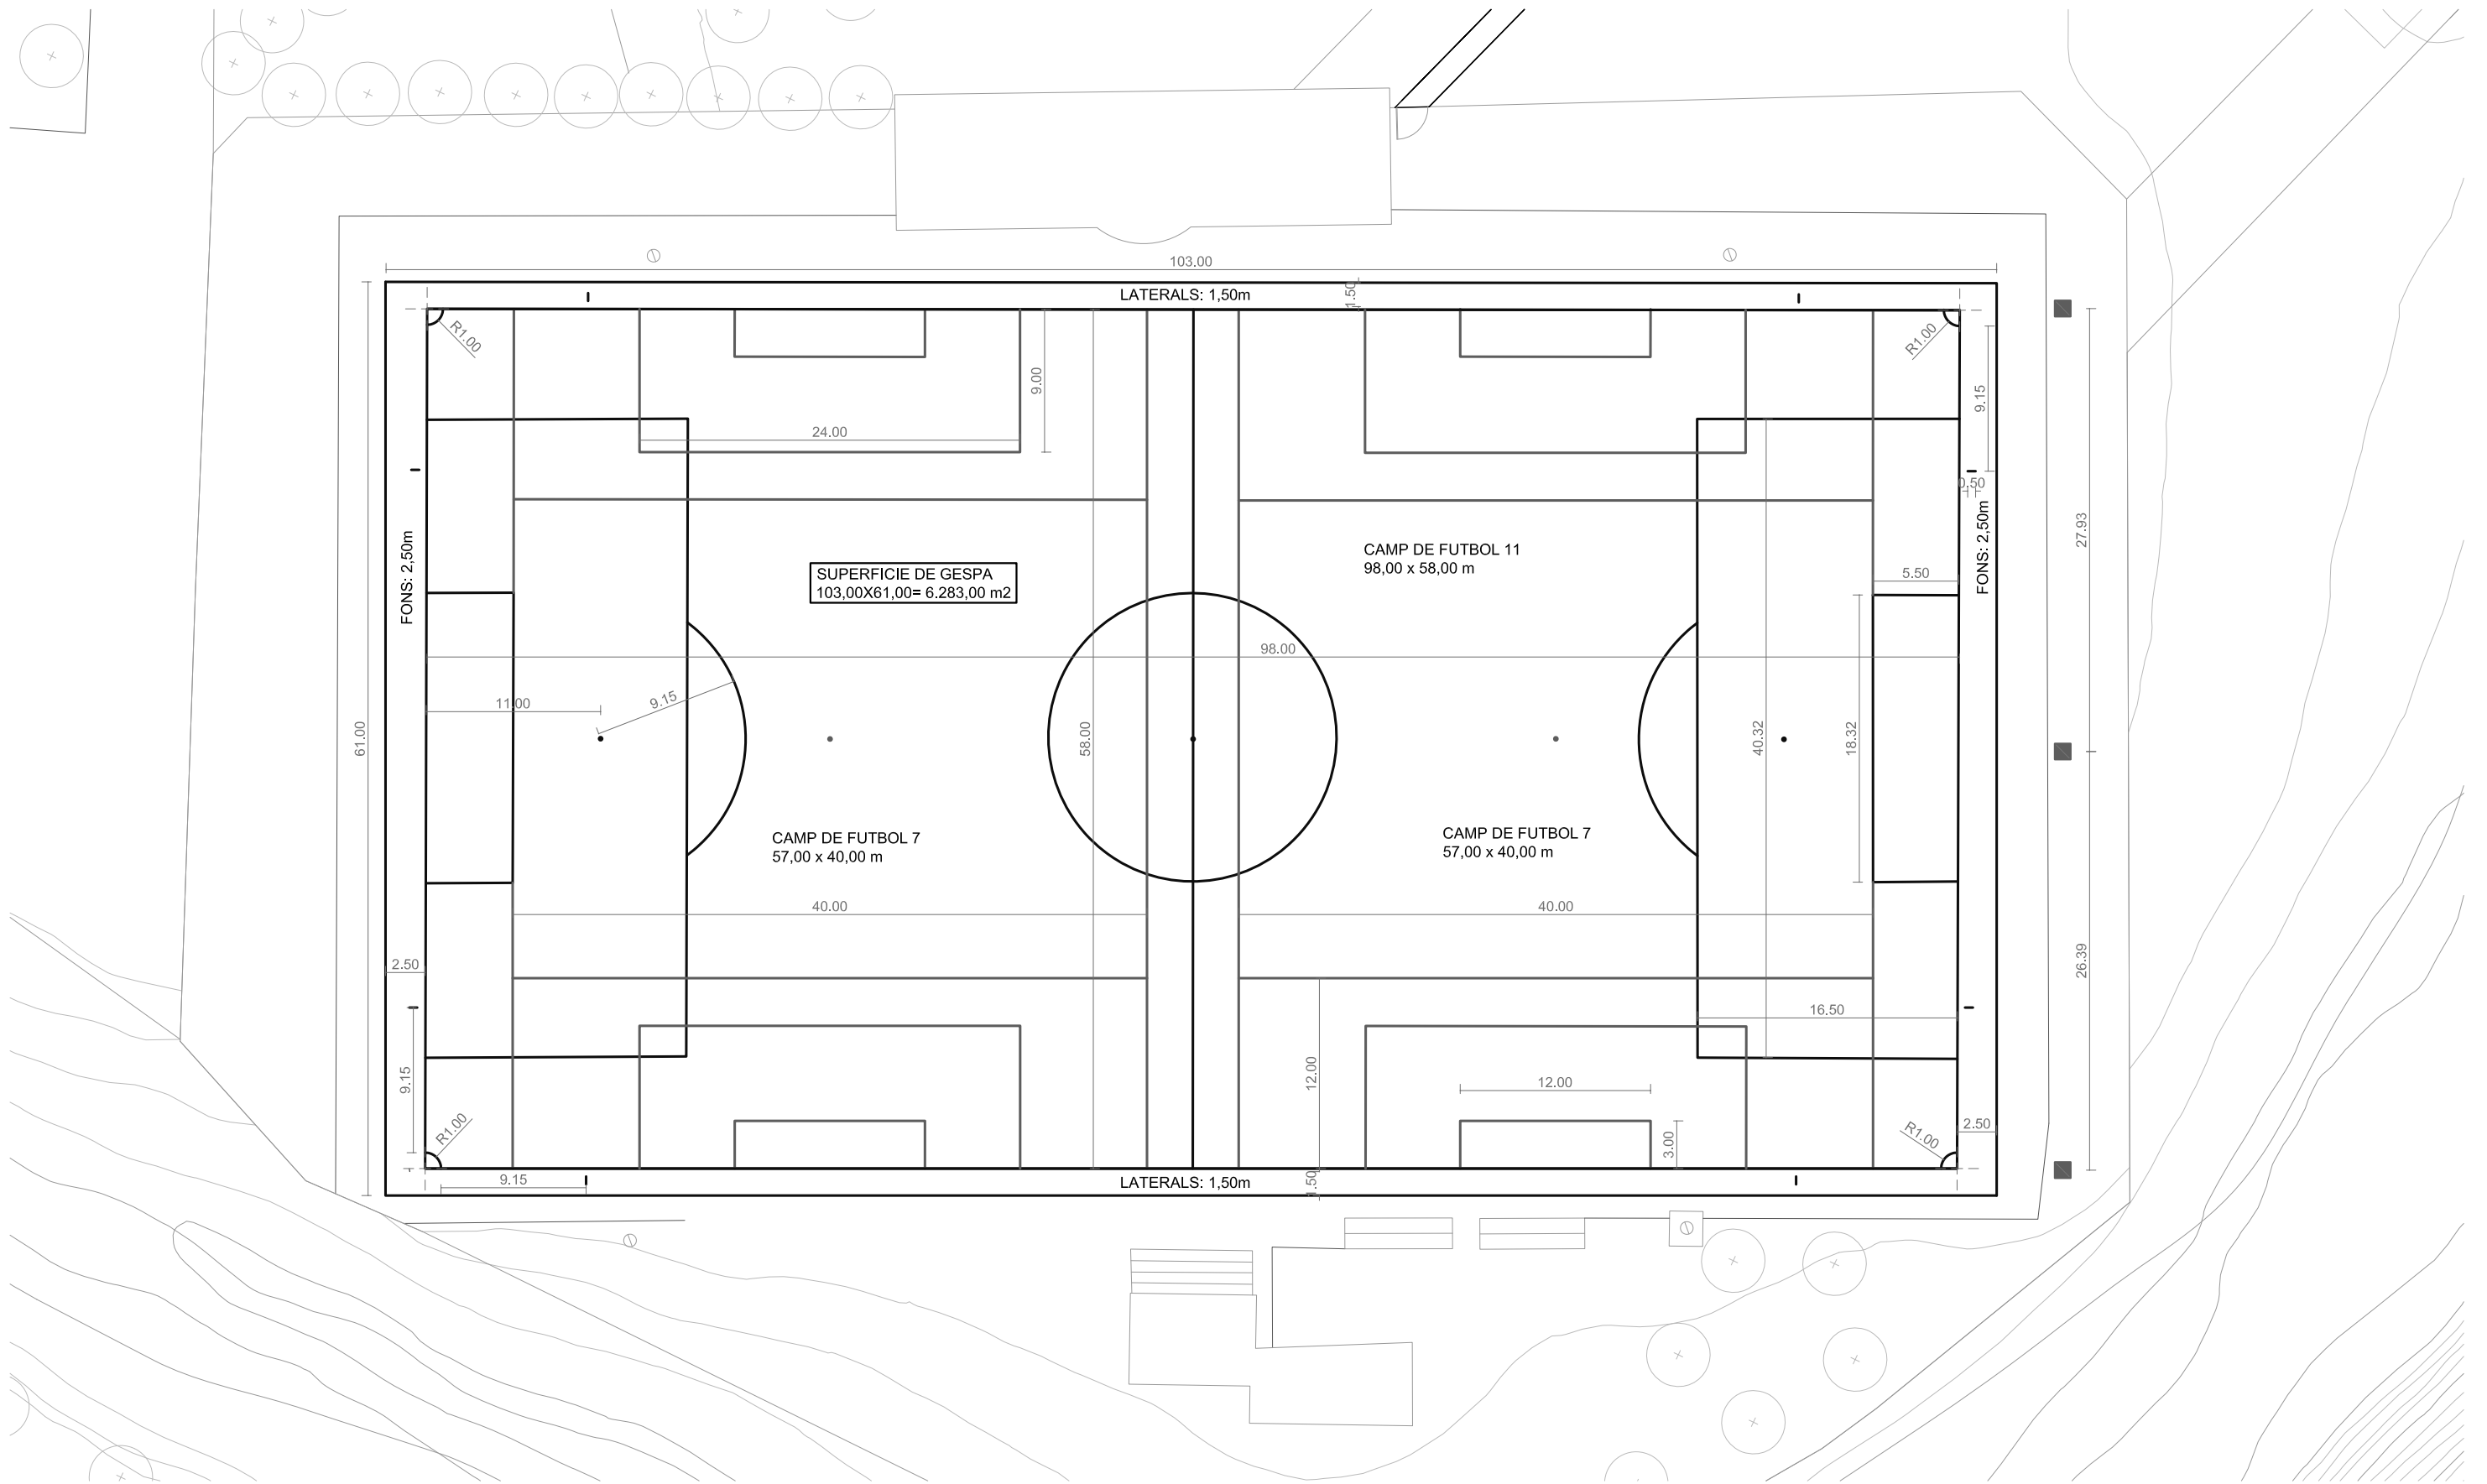 103.00
LATERALS: 1,50m
1.50
R1.00
R1.00
9.00
9.15
24.00
0.50
27.93
FONS: 2,50m
FONS: 2,50m
CAMP DE FUTBOL 11
98,00 x 58,00 m
SUPERFICIE DE GESPA
103,00X61,00= 6.283,00 m2
5.50
98.00
11.00
9.15
61.00
58.00
40.32
18.32
CAMP DE FUTBOL 7
57,00 x 40,00 m
CAMP DE FUTBOL 7
57,00 x 40,00 m
40.00
40.00
2.50
26.39
16.50
9.15
12.00
12.00
R1.00
R1.00
2.50
3.00
9.15
LATERALS: 1,50m
1.50